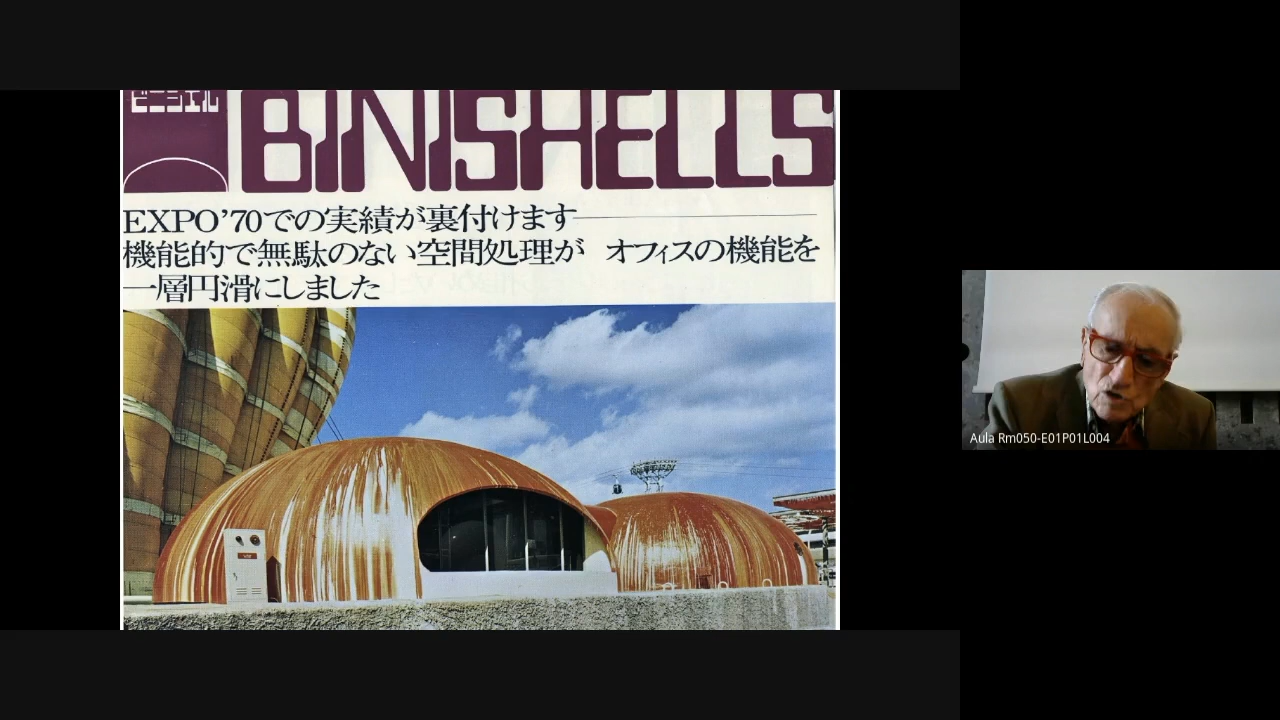 ビニシェル
BINISHELLS
EXPO'70での実績が裏付けます
機能的で無駄のない空間処理が オフィスの機能を
一層円滑にしました
Aula Rm050-E01P01L004